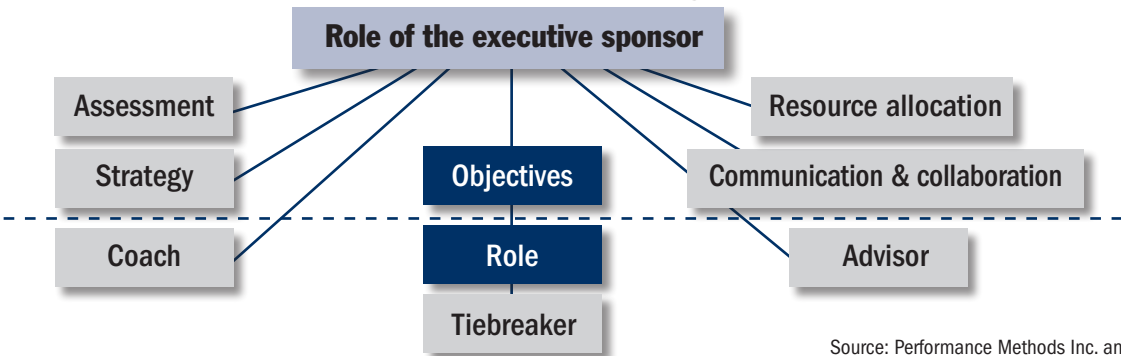 Role of the executive sponsor
Assessment
Resource allocation
Strategy
Objectives
Communication & collaboration
Coach
Role
Advisor
Tiebreaker
Source: Performance Methods Inc.